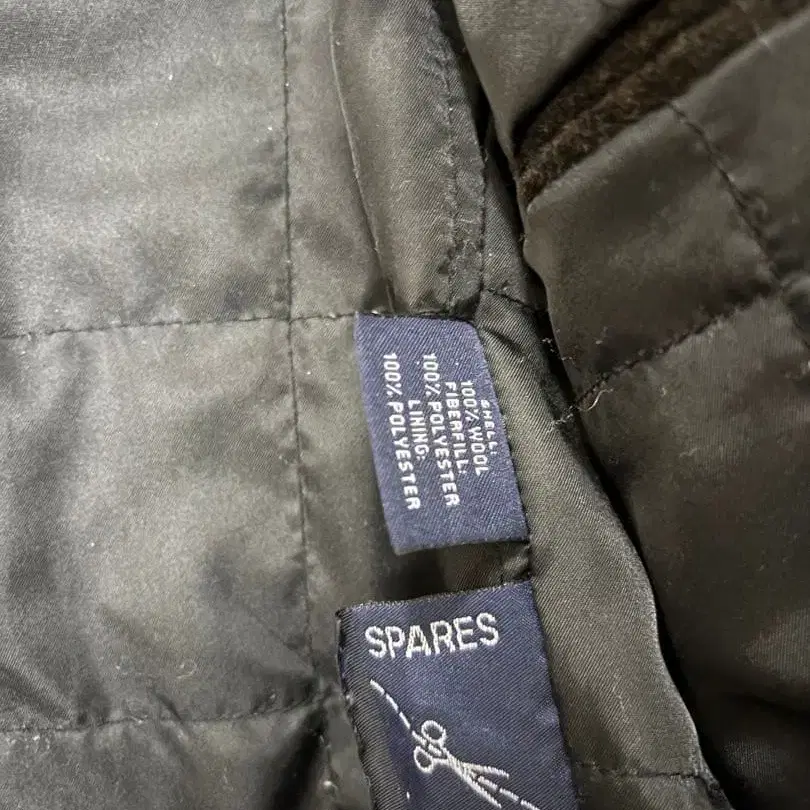 SHELL:
100% WOOL
FIBERFILL:
100% POLYESTER
LINING:
100% POLYESTER
SPARES